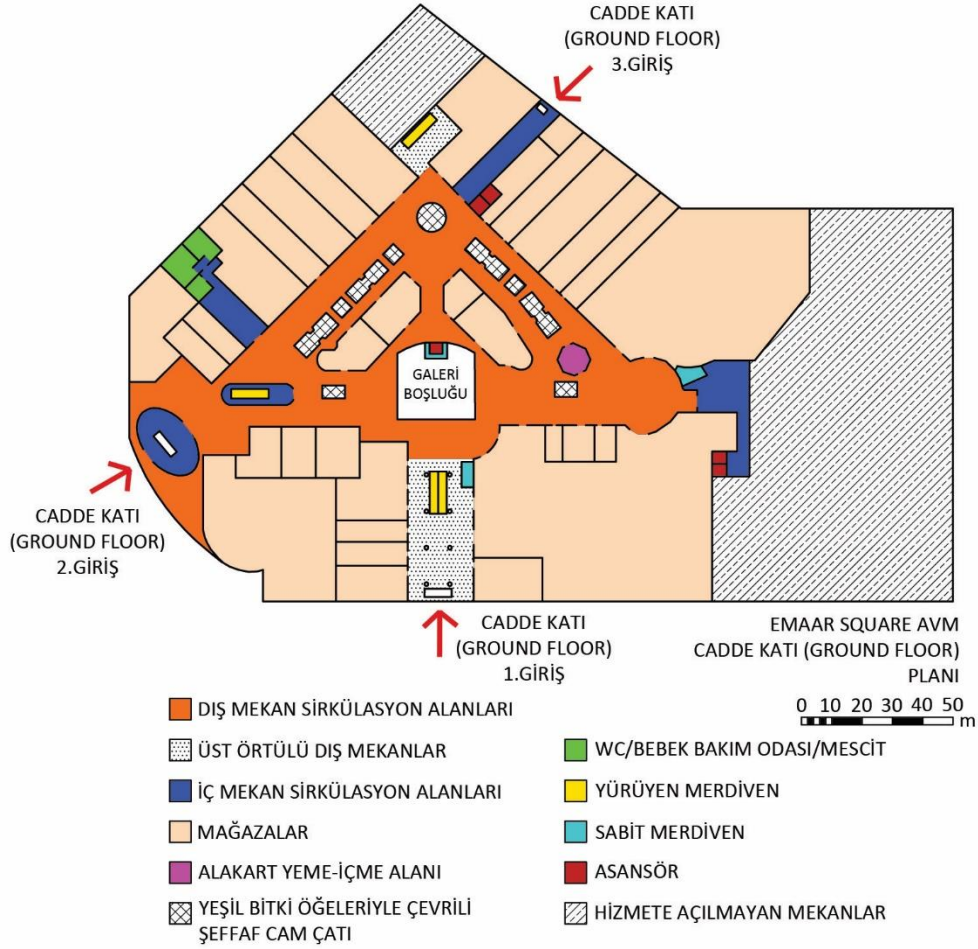 CADDE KATI
(GROUND FLOOR)
3.GİRİŞ
GALERİ
BOŞLUĞU
CADDE KATI
(GROUND FLOOR)
2.GİRİŞ
CADDE KATI
(GROUND FLOOR)
1.GİRİŞ
EMAAR SQUARE AVM
CADDE KATI (GROUND FLOOR)
PLANI
0 10 20 30 40 50
m
DIŞ MEKAN SİRKÜLASYON ALANLARI
ÜST ÖRTÜLÜ DIŞ MEKANLAR
İÇ MEKAN SİRKÜLASYON ALANLARI
MAĞAZALAR
ALAKART YEME-İÇME ALANI
YEŞİL BİTKİ ÖĞELERİYLE ÇEVRİLİ
ŞEFFAF CAM ÇATI
WC/BEBEK BAKIM ODASI/MESCİT
YÜRÜYEN MERDİVEN
SABİT MERDİVEN
ASANSÖR
HİZMETE AÇILMAYAN MEKANLAR